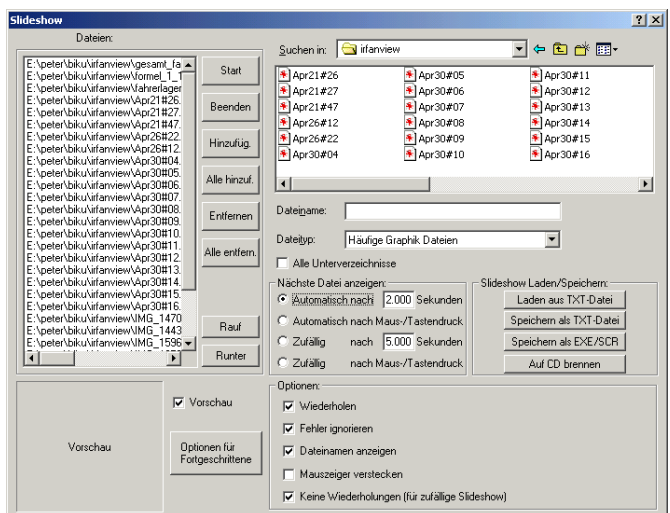 Slideshow
Dateien:
E:\peter\biku\irfanview\gesamt_fa
E:\peter\biku\irfanview\formel_1_1
E:\peter\biku\irfanview\fahrerlager
E:\peter\biku\irfanview\Apr21#26.
E:\peter\biku\irfanview\Apr21#27.
E:\peter\biku\irfanview\Apr21#47.
E:\peter\biku\irfanview\Apr26#22.
E:\peter\biku\irfanview\Apr26#12.
E:\peter\biku\irfanview\Apr30#04.
E:\peter\biku\irfanview\Apr30#05.
E:\peter\biku\irfanview\Apr30#06.
E:\peter\biku\irfanview\Apr30#07.
E:\peter\biku\irfanview\Apr30#08.
E:\peter\biku\irfanview\Apr30#09.
E:\peter\biku\irfanview\Apr30#10.
E:\peter\biku\irfanview\Apr30#11.
E:\peter\biku\irfanview\Apr30#12.
E:\peter\biku\irfanview\Apr30#13.
E:\peter\biku\irfanview\Apr30#14.
E:\peter\biku\irfanview\Apr30#15.
E:\peter\biku\irfanview\Apr30#16.
E:\peter\biku\irfanview\IMG_1470
E:\peter\biku\irfanview\IMG_1443
E:\peter\biku\irfanview\IMG_1596
Start
Beenden
Hinzufüg.
Alle hinzuf.
Entfernen
Alle entfern.
Rauf
Runter
Suchen in: irfanview
Apr21#26 Apr30#05 Apr30#11
Apr21#27 Apr30#06 Apr30#12
Apr21#47 Apr30#07 Apr30#13
Apr26#12 Apr30#08 Apr30#14
Apr26#22 Apr30#09 Apr30#15
Apr30#04 Apr30#10 Apr30#16
Dateiname:
Dateityp: Häufige Graphik Dateien
Alle Unterverzeichnisse
Nächste Datei anzeigen:
Automatisch nach 2.000 Sekunden
Automatisch nach Maus-/Tastendruck
Zufällig nach 5.000 Sekunden
Zufällig nach Maus-/Tastendruck
Slideshow Laden/Speichern:
Laden aus TXT-Datei
Speichern als TXT-Datei
Speichern als EXE/SCR
Auf CD brennen
Vorschau
Vorschau
Optionen für
Fortgeschrittene
Optionen:
Wiederholen
Fehler ignorieren
Dateinamen anzeigen
Mauszeiger verstecken
Keine Wiederholungen (für zufällige Slideshow)